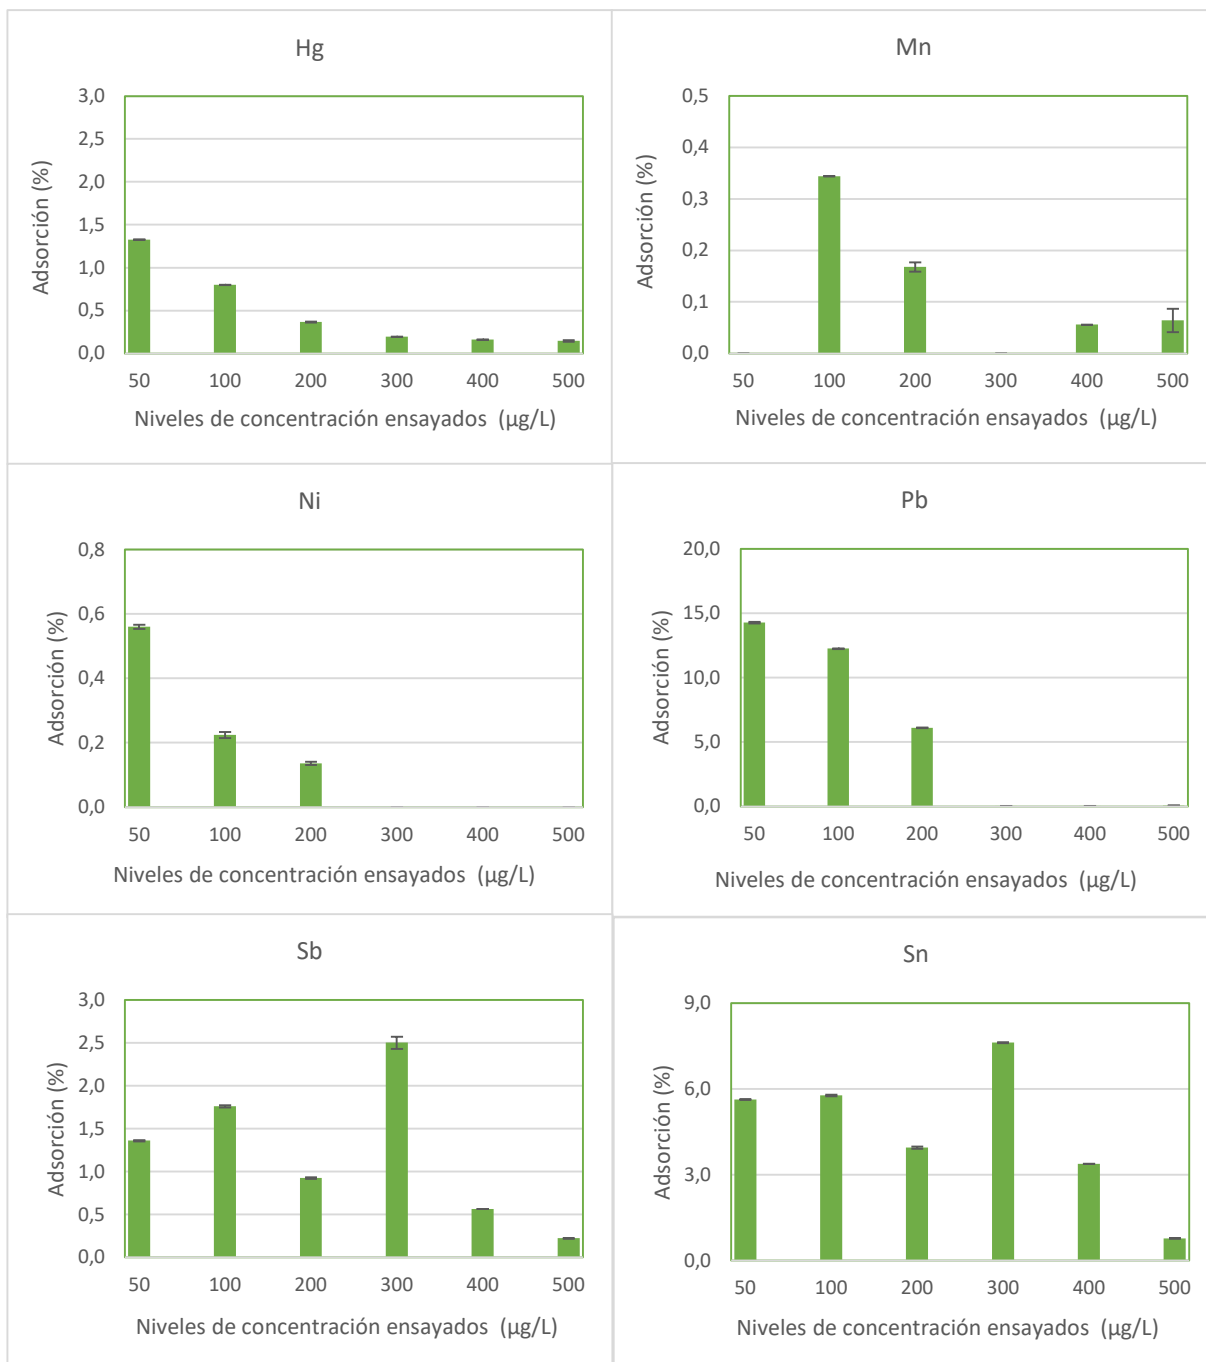 Hg
Adsorción (%)
3,0
2,5
2,0
1,5
1,0
0,5
0,0
50 100 200 300 400 500
Niveles de concentración ensayados (µg/L)
Mn
Adsorción (%)
0,5
0,4
0,3
0,2
0,1
0,0
50 100 200 300 400 500
Niveles de concentración ensayados (µg/L)
Ni
Adsorción (%)
0,8
0,6
0,4
0,2
0,0
50 100 200 300 400 500
Niveles de concentración ensayados (µg/L)
Pb
Adsorción (%)
20,0
15,0
10,0
5,0
0,0
50 100 200 300 400 500
Niveles de concentración ensayados (µg/L)
Sb
Adsorción (%)
3,0
2,5
2,0
1,5
1,0
0,5
0,0
50 100 200 300 400 500
Niveles de concentración ensayados (µg/L)
Sn
Adsorción (%)
9,0
6,0
3,0
0,0
50 100 200 300 400 500
Niveles de concentración ensayados (µg/L)